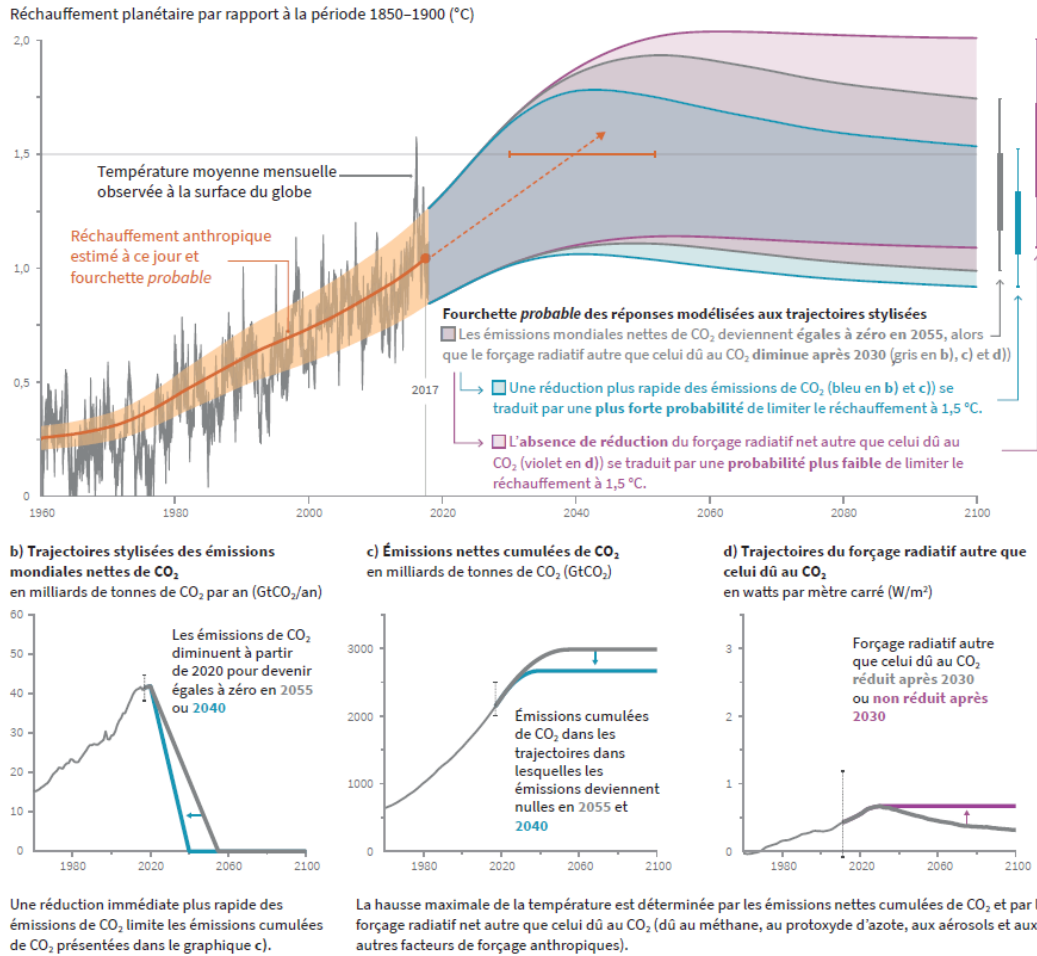 Réchauffement planétaire par rapport à la période 1850–1900 (°C)
2,0
1,5
1,0
0,5
0
Température moyenne mensuelle
observée à la surface du globe
Réchauffement anthropique
estimé à ce jour et
fourchette probable
2017
Fourchette probable des réponses modélisées aux trajectoires stylisées
Les émissions mondiales nettes de CO₂ deviennent égales à zéro en 2055, alors
que le forçage radiatif autre que celui dû au CO₂ diminue après 2030 (gris en b), c) et d))
Une réduction plus rapide des émissions de CO₂ (bleu en b) et c)) se
traduit par une plus forte probabilité de limiter le réchauffement à 1,5 °C.
L'absence de réduction du forçage radiatif net autre que celui dû au
CO₂ (violet en d)) se traduit par une probabilité plus faible de limiter le
réchauffement à 1,5 °C.
1960 1980 2000 2020 2040 2060 2080 2100
b) Trajectoires stylisées des émissions
mondiales nettes de CO₂
en milliards de tonnes de CO₂ par an (GtCO₂/an)
60
50
40
30
20
10
0
Les émissions de CO₂
diminuent à partir
de 2020 pour devenir
égales à zéro en 2055
ou 2040
1980 2020 2060 2100
Une réduction immédiate plus rapide des
émissions de CO₂ limite les émissions cumulées
de CO₂ présentées dans le graphique c).
c) Émissions nettes cumulées de CO₂
en milliards de tonnes de CO₂ (GtCO₂)
3000
2000
1000
0
Émissions cumulées
de CO₂ dans les
trajectoires dans
lesquelles les
émissions deviennent
nulles en 2055 et
2040
1980 2020 2060 2100
d) Trajectoires du forçage radiatif autre que
celui dû au CO₂
en watts par mètre carré (W/m²)
3
2
1
0
Forçage radiatif autre
que celui dû au CO₂
réduit après 2030
ou non réduit après
2030
1980 2020 2060 2100
La hausse maximale de la température est déterminée par les émissions nettes cumulées de CO₂ et par l
forçage radiatif net autre que celui dû au CO₂ (dû au méthane, au protoxyde d'azote, aux aérosols et aux
autres facteurs de forçage anthropiques).